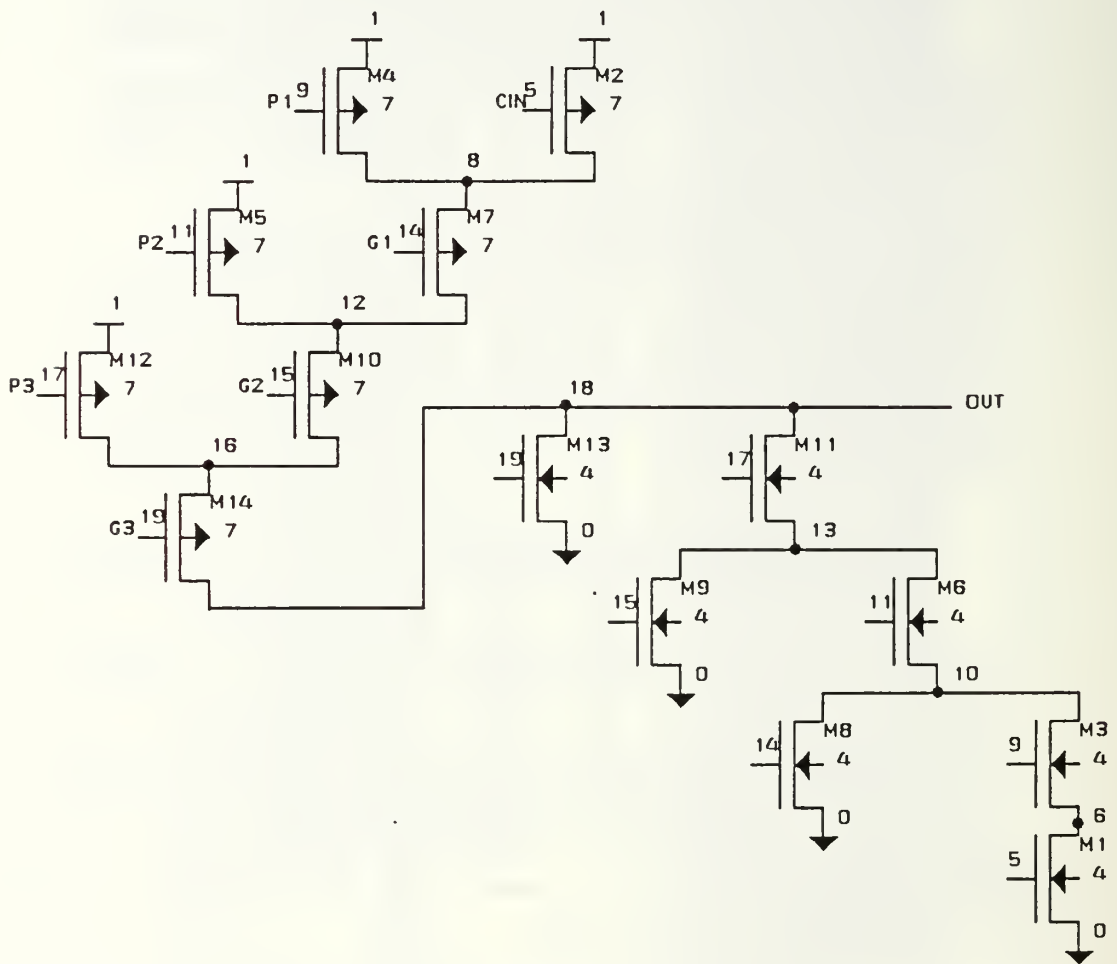 1 1
M4 M2
P1 9 7 CIN 5 7
8
1
M5 M7
P2 11 7 G1 14 7
12
1
M12 M10
P3 17 7 G2 15 7
18 OUT
16 M13 M11
19 4 17 4
M14
G3 19 7 0 13
M9 M6
15 4 11 4
0 10
M8 M3
14 4 9 4
0 6
M1
5 4
0